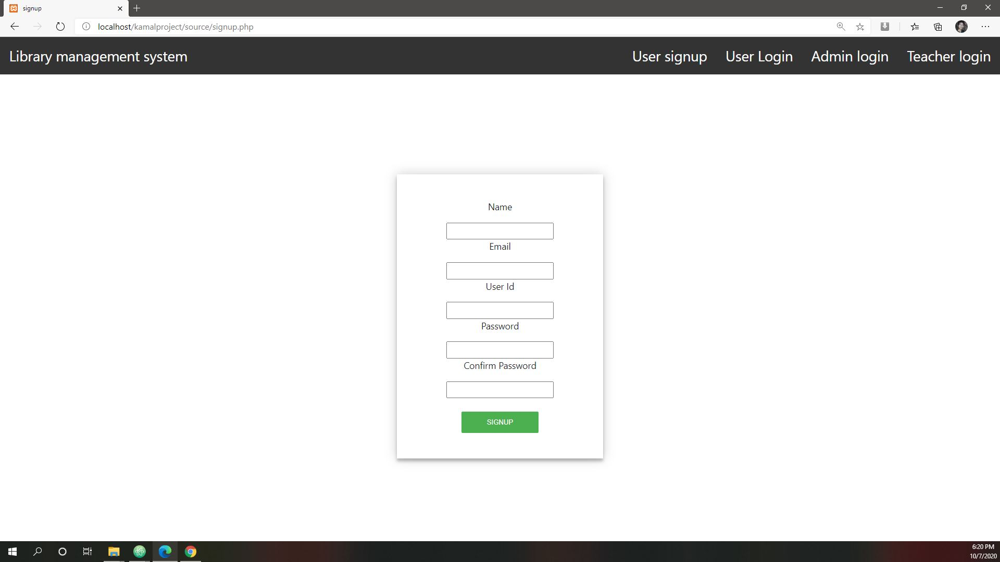 signup
localhost/kamalproject/source/signup.php
Library management system
User signup
User Login
Admin login
Teacher login
Name
Email
User Id
Password
Confirm Password
SIGNUP
6:20 PM
10/7/2020